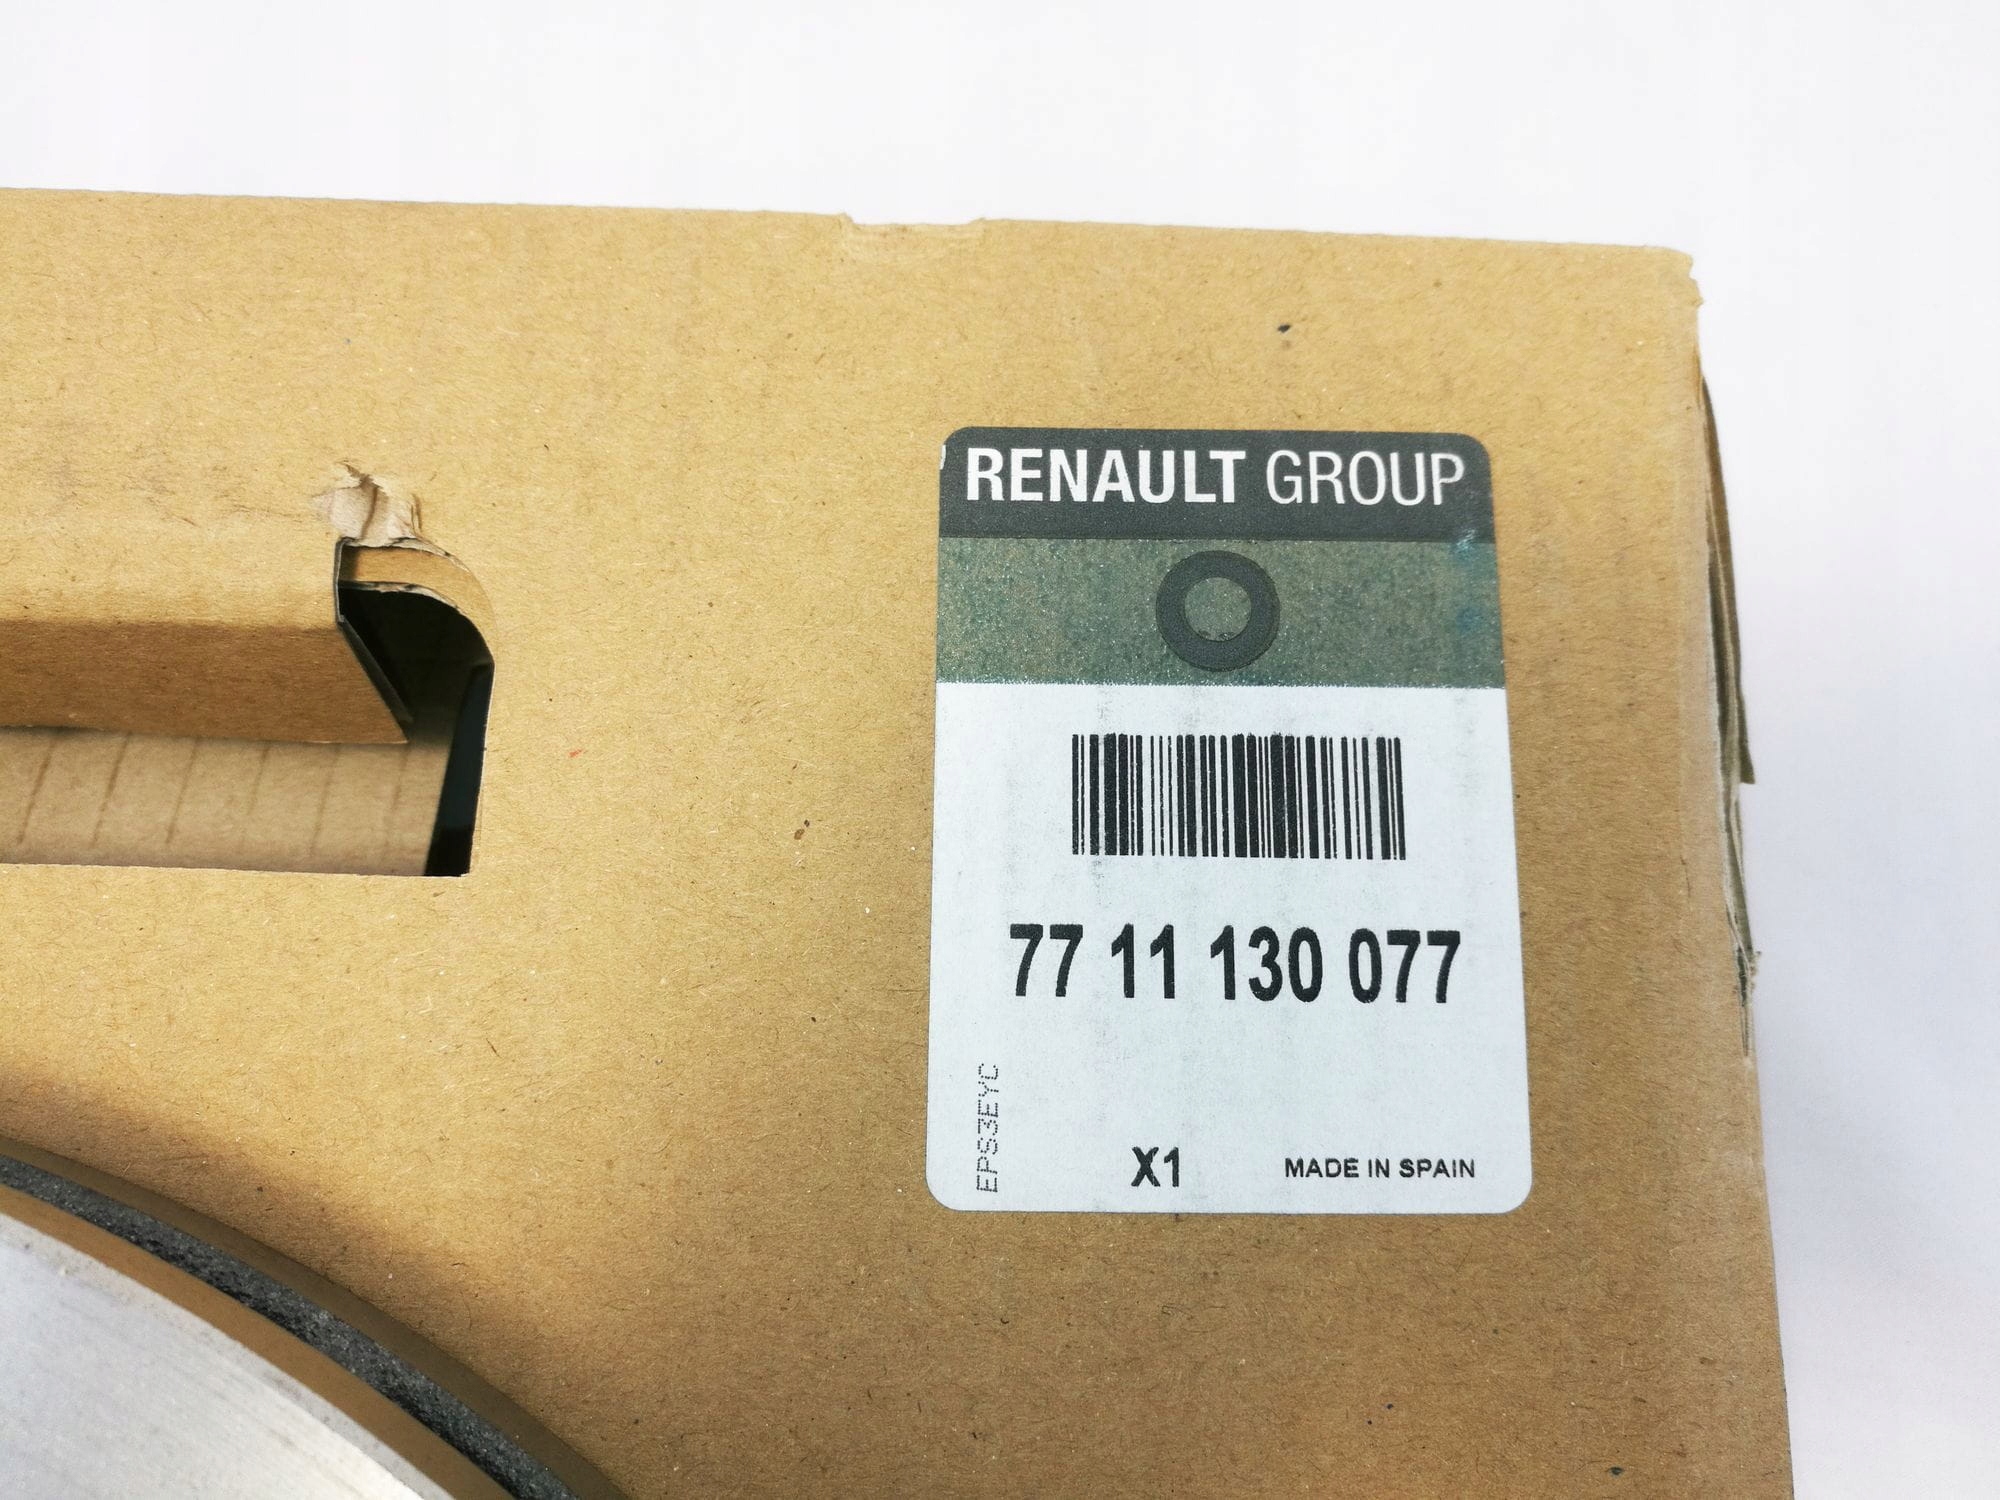 RENAULT GROUP
77 11 130 077
EPS3EYC
X1
MADE IN SPAIN